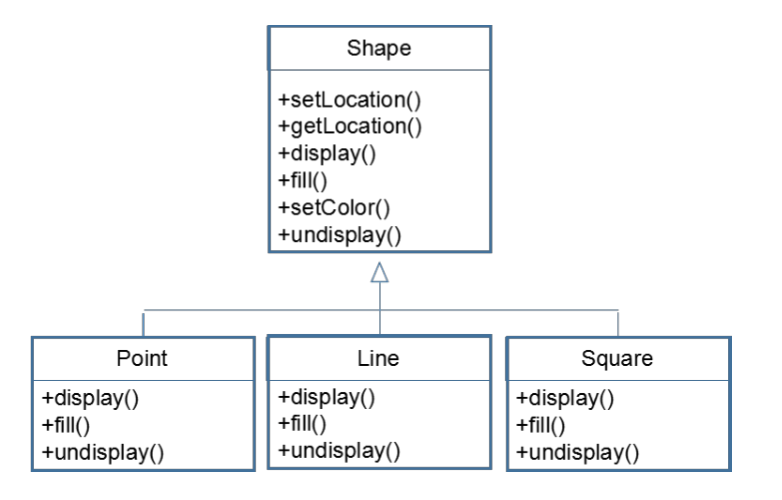 Shape
+setLocation()
+getLocation()
+display()
+fill()
+setColor()
+undisplay()
Point
+display()
+fill()
+undisplay()
Line
+display()
+fill()
+undisplay()
Square
+display()
+fill()
+undisplay()